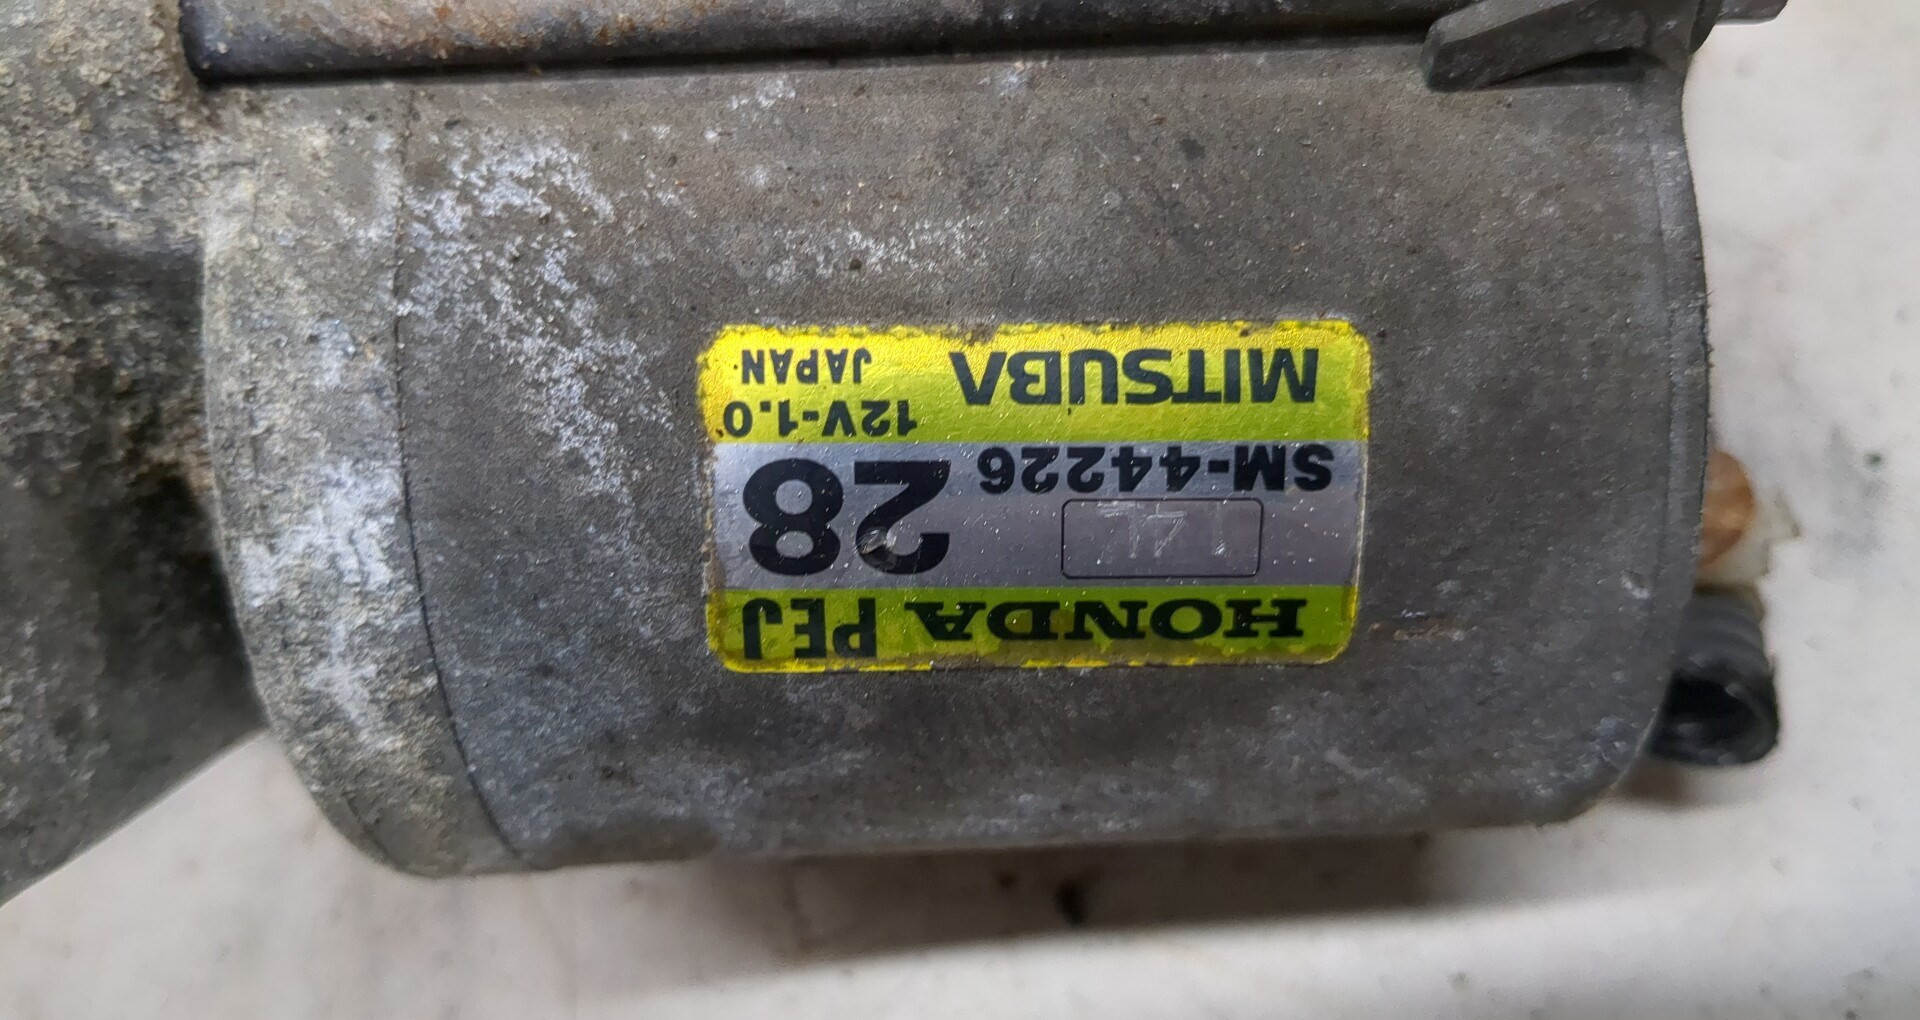 HONDA PEJ
28
SM-44226
12V-1.0
MITSUBA JAPAN